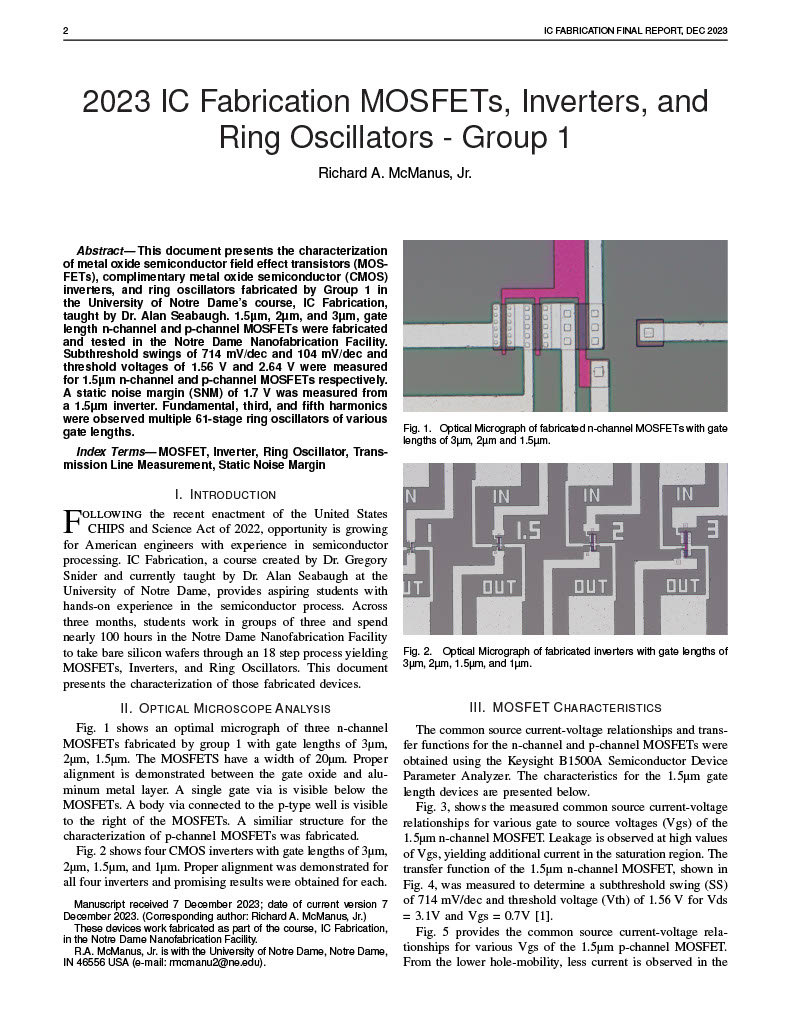 2
IC FABRICATION FINAL REPORT, DEC 2023
2023 IC Fabrication MOSFETs, Inverters, and
Ring Oscillators - Group 1
Richard A. McManus, Jr.
Abstract—This document presents the characterization
of metal oxide semiconductor field effect transistors (MOS-
FETs), complimentary metal oxide semiconductor (CMOS)
inverters, and ring oscillators fabricated by Group 1 in
the University of Notre Dame's course, IC Fabrication,
taught by Dr. Alan Seabaugh. 1.5μm, 2μm, and 3μm, gate
length n-channel and p-channel MOSFETs were fabricated
and tested in the Notre Dame Nanofabrication Facility.
Subthreshold swings of 714 mV/dec and 104 mV/dec and
threshold voltages of 1.56 V and 2.64 V were measured
for 1.5μm n-channel and p-channel MOSFETs respectively.
A static noise margin (SNM) of 1.7 V was measured from
a 1.5μm inverter. Fundamental, third, and fifth harmonics
were observed multiple 61-stage ring oscillators of various
gate lengths.
Index Terms—MOSFET, Inverter, Ring Oscillator, Trans-
mission Line Measurement, Static Noise Margin
I. INTRODUCTION
FOLLOWING the recent enactment of the United States
CHIPS and Science Act of 2022, opportunity is growing
for American engineers with experience in semiconductor
processing. IC Fabrication, a course created by Dr. Gregory
Snider and currently taught by Dr. Alan Seabaugh at the
University of Notre Dame, provides aspiring students with
hands-on experience in the semiconductor process. Across
three months, students work in groups of three and spend
nearly 100 hours in the Notre Dame Nanofabrication Facility
to take bare silicon wafers through an 18 step process yielding
MOSFETs, Inverters, and Ring Oscillators. This document
presents the characterization of those fabricated devices.
II. OPTICAL MICROSCOPE ANALYSIS
Fig. 1 shows an optimal micrograph of three n-channel
MOSFETs fabricated by group 1 with gate lengths of 3μm,
2μm, 1.5μm. The MOSFETS have a width of 20μm. Proper
alignment is demonstrated between the gate oxide and alu-
minum metal layer. A single gate via is visible below the
MOSFETs. A body via connected to the p-type well is visible
to the right of the MOSFETs. A similiar structure for the
characterization of p-channel MOSFETs was fabricated.
Fig. 2 shows four CMOS inverters with gate lengths of 3μm,
2μm, 1.5μm, and 1μm. Proper alignment was demonstrated for
all four inverters and promising results were obtained for each.
Manuscript received 7 December 2023; date of current version 7
December 2023. (Corresponding author: Richard A. McManus, Jr.)
These devices work fabricated as part of the course, IC Fabrication,
in the Notre Dame Nanofabrication Facility.
R.A. McManus, Jr. is with the University of Notre Dame, Notre Dame,
IN 46556 USA (e-mail: rmcmanu2@ne.edu).
Fig. 1. Optical Micrograph of fabricated n-channel MOSFETs with gate
lengths of 3μm, 2μm and 1.5μm.
N IN IN IN
1 1.5 2 3
UT OUT OUT OUT
Fig. 2. Optical Micrograph of fabricated inverters with gate lengths of
3μm, 2μm, 1.5μm, and 1μm.
III. MOSFET CHARACTERISTICS
The common source current-voltage relationships and trans-
fer functions for the n-channel and p-channel MOSFETs were
obtained using the Keysight B1500A Semiconductor Device
Parameter Analyzer. The characteristics for the 1.5μm gate
length devices are presented below.
Fig. 3, shows the measured common source current-voltage
relationships for various gate to source voltages (Vgs) of the
1.5μm n-channel MOSFET. Leakage is observed at high values
of Vgs, yielding additional current in the saturation region. The
transfer function of the 1.5μm n-channel MOSFET, shown in
Fig. 4, was measured to determine a subthreshold swing (SS)
of 714 mV/dec and threshold voltage (Vth) of 1.56 V for Vds
= 3.1V and Vgs = 0.7V [1].
Fig. 5 provides the common source current-voltage rela-
tionships for various Vgs of the 1.5μm p-channel MOSFET.
From the lower hole-mobility, less current is observed in the